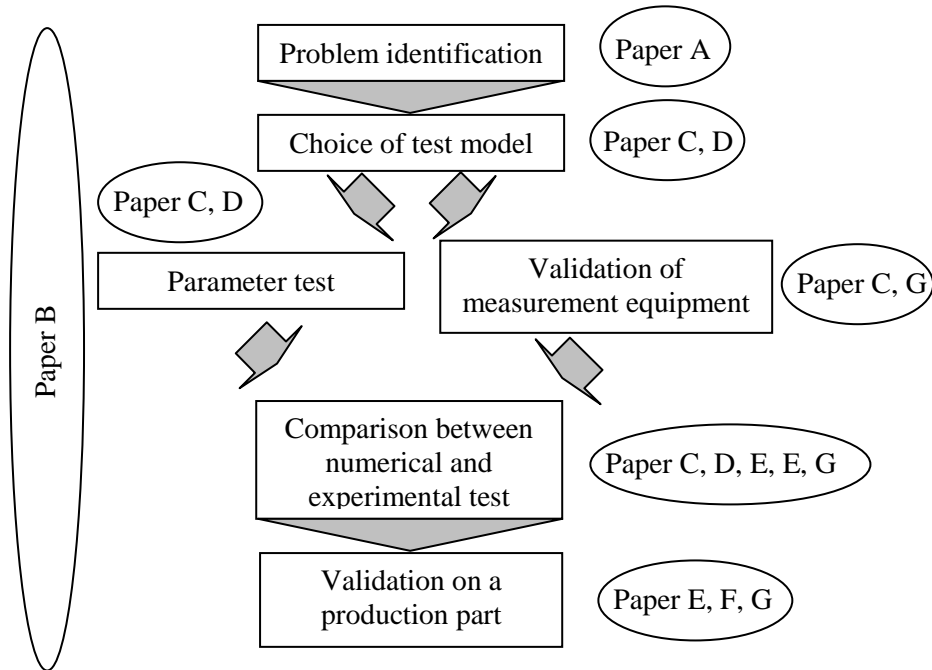 Problem identification
Paper A
Choice of test model
Paper C, D
Paper C, D
Parameter test
Validation of
measurement equipment
Paper C, G
Paper B
Comparison between
numerical and
experimental test
Paper C, D, E, E, G
Validation on a
production part
Paper E, F, G